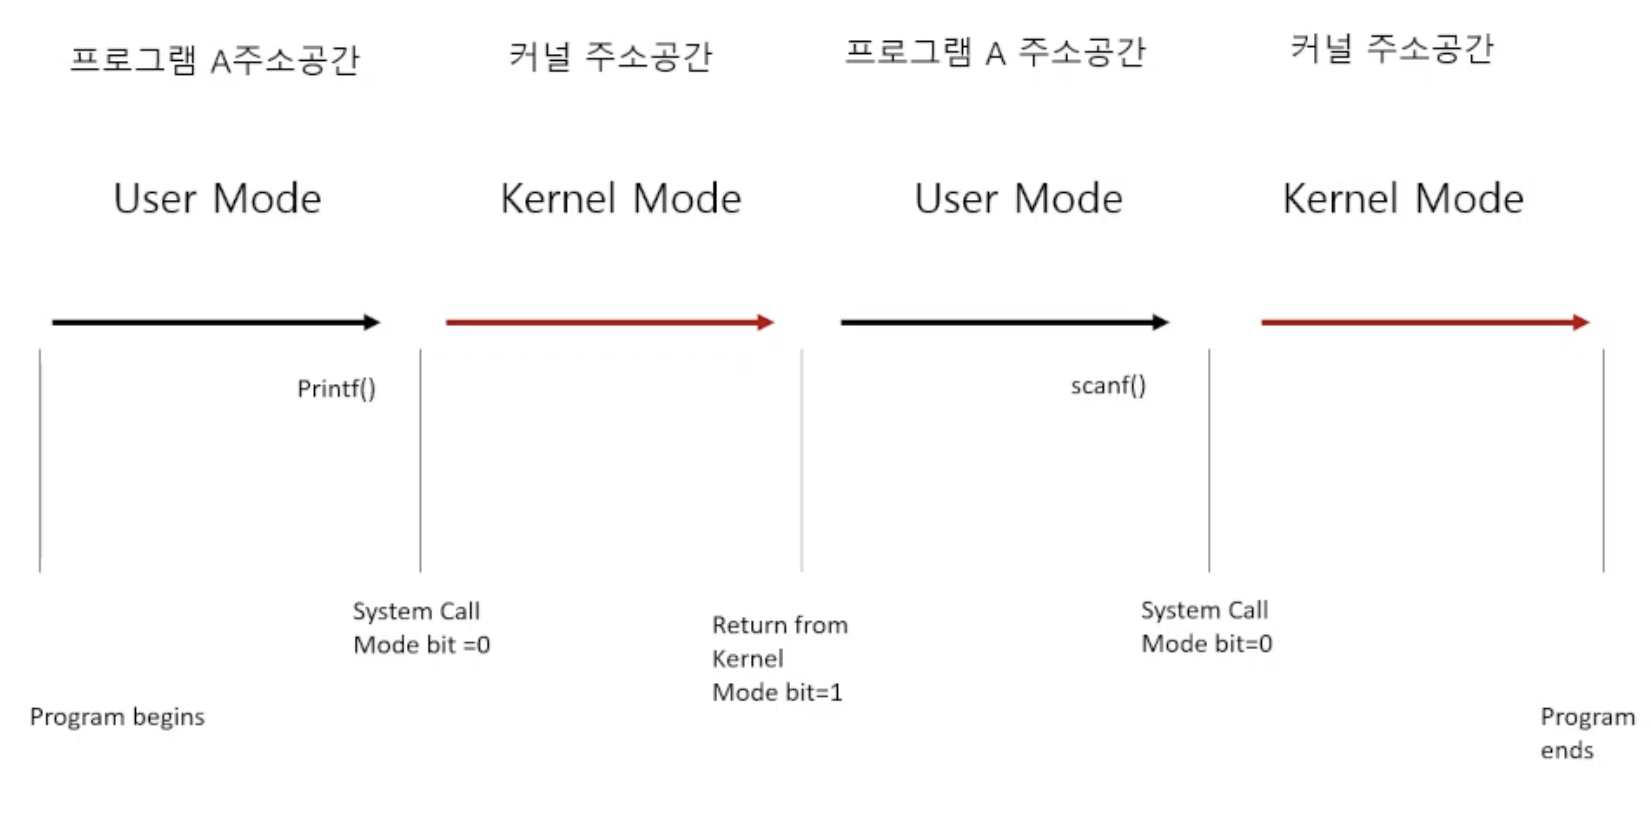 프로그램 A주소공간
커널 주소공간
프로그램 A 주소공간
커널 주소공간
User Mode
Kernel Mode
User Mode
Kernel Mode
Printf()
scanf()
System Call
Mode bit =0
Return from
Kernel
Mode bit=1
System Call
Mode bit=0
Program begins
Program
ends